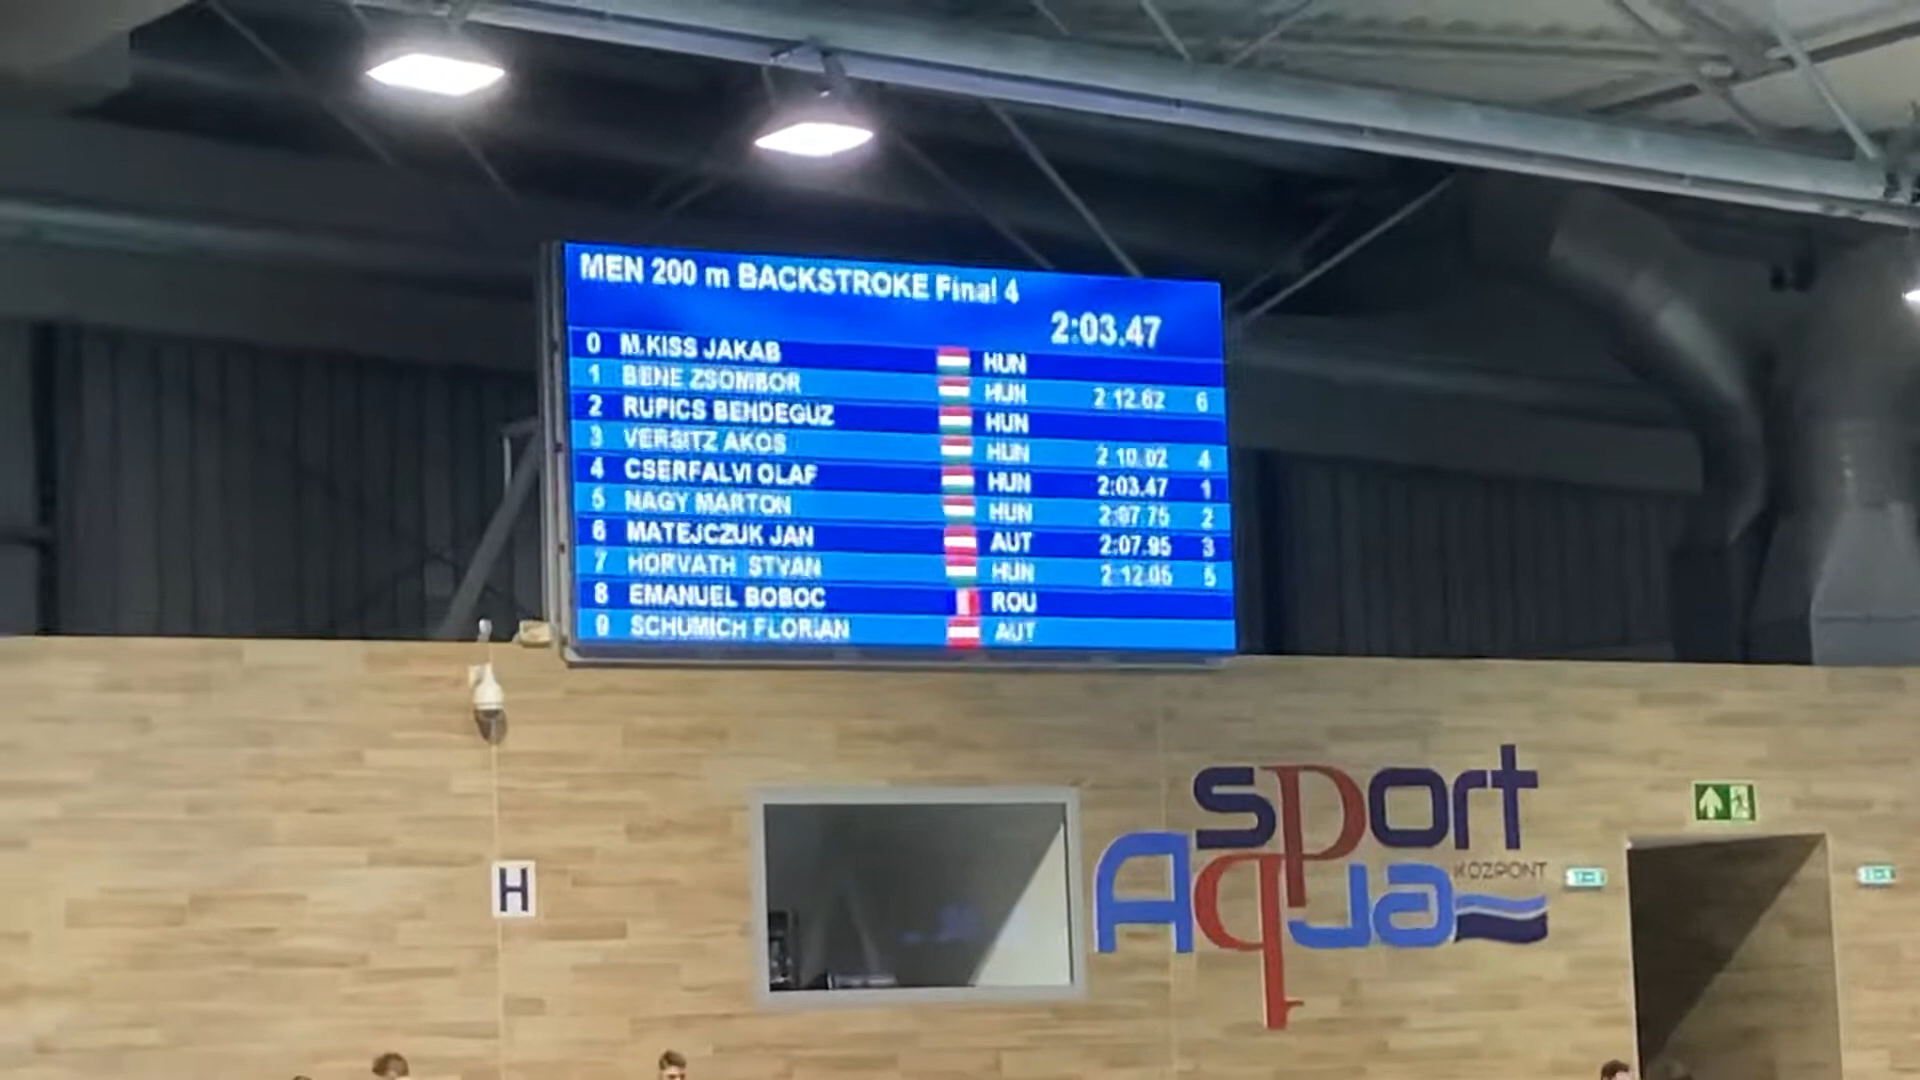 MEN 200 m BACKSTROKE Final 4
2:03.47
0 M.KISS JAKAB HUN
1 BENE ZSOMBOR HUN 2:12.62 6
2 RUPICS BENDEGUZ HUN
3 VERSITZ AKOS HUN 2:10.02 4
4 CSERFALVI OLAF HUN 2:03.47 1
5 NAGY MARTON HUN 2:07.75 2
6 MATEJCZUK JAN AUT 2:07.95 3
7 HORVATH ISTVAN HUN 2:12.05 5
8 EMANUEL BOBOC ROU
9 SCHUMICH FLORIAN AUT
sport
Aqua
KÖZPONT
H